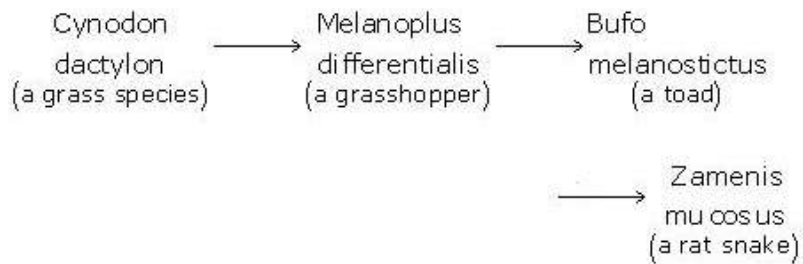 Cynodon Melanoplus Bufo
dactylon differentialis melanostictus
(a grass species) (a grasshopper) (a toad)
Zamenis
mucosus
(a rat snake)